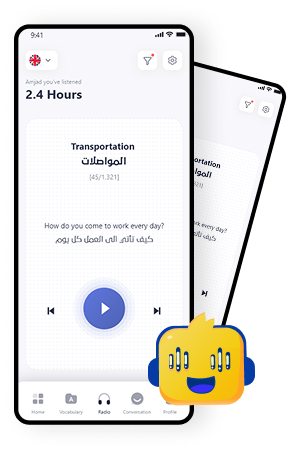 9:41
Amjad you've listened
2.4 Hours
Transportation
المواصلات
[45/1.321]
How do you come to work every day?
كيف تأتي الى العمل كل يوم
Home
Vocabulary
Radio
Conversation
Profile